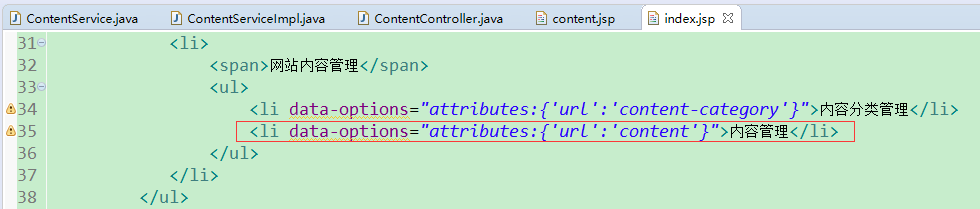 ContentService.java ContentServiceImpl.java ContentController.java content.jsp index.jsp
31 <li>
32 <span>网站内容管理</span>
33 <ul>
34 <li data-options="attributes:{'url':'content-category'}">内容分类管理</li>
35 <li data-options="attributes:{'url':'content'}">内容管理</li>
36 </ul>
37 </li>
38 </ul>